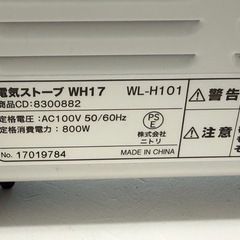 電気ストーブ WH17 WL-H101
商品CD:8300882
定格電圧:AC100V 50/60Hz
定格消費電力:800W
PS
E
株式会社
ニトリ
No. 17019784
MADE IN CHINA
警告
注意